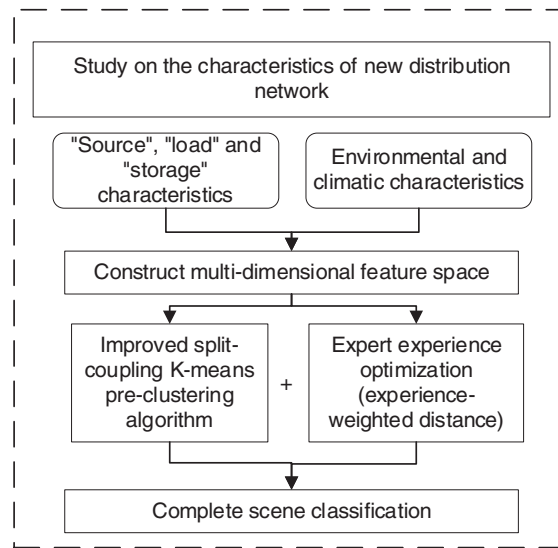 Study on the characteristics of new distribution
network
"Source", "load" and
"storage"
characteristics
Environmental and
climatic characteristics
Construct multi-dimensional feature space
Improved split-
coupling K-means
pre-clustering
algorithm
+
Expert experience
optimization
(experience-
weighted distance)
Complete scene classification